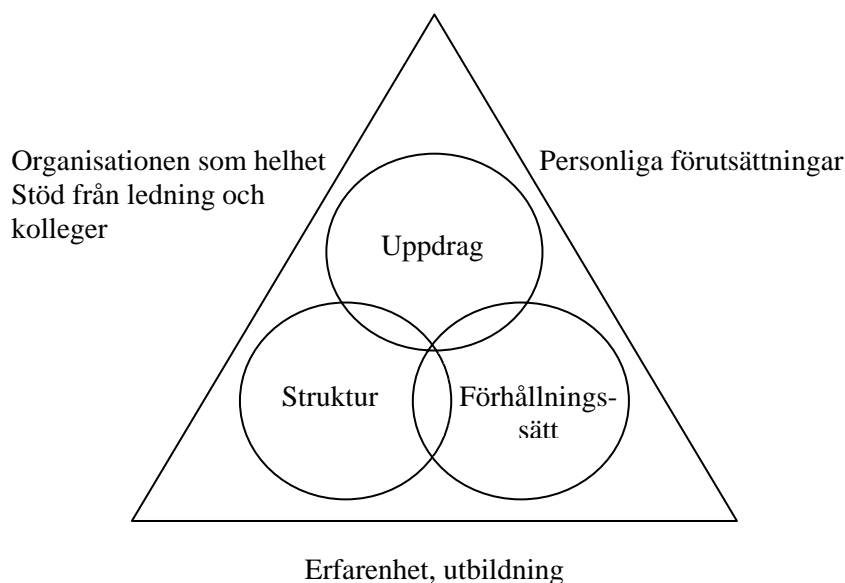 Organisationen som helhet
Stöd från ledning och
kolleger
Personliga förutsättningar
Uppdrag
Struktur
Förhållnings-
sätt
Erfarenhet, utbildning